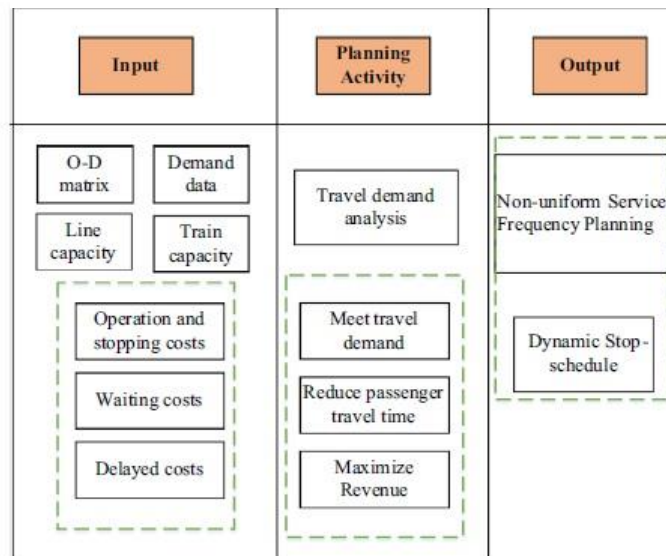 Input
Planning
Activity
Output
O-D
matrix
Demand
data
Line
capacity
Train
capacity
Operation and
stopping costs
Waiting costs
Delayed costs
Travel demand
analysis
Meet travel
demand
Reduce passenger
travel time
Maximize
Revenue
Non-uniform Service
Frequency Planning
Dynamic Stop-
schedule